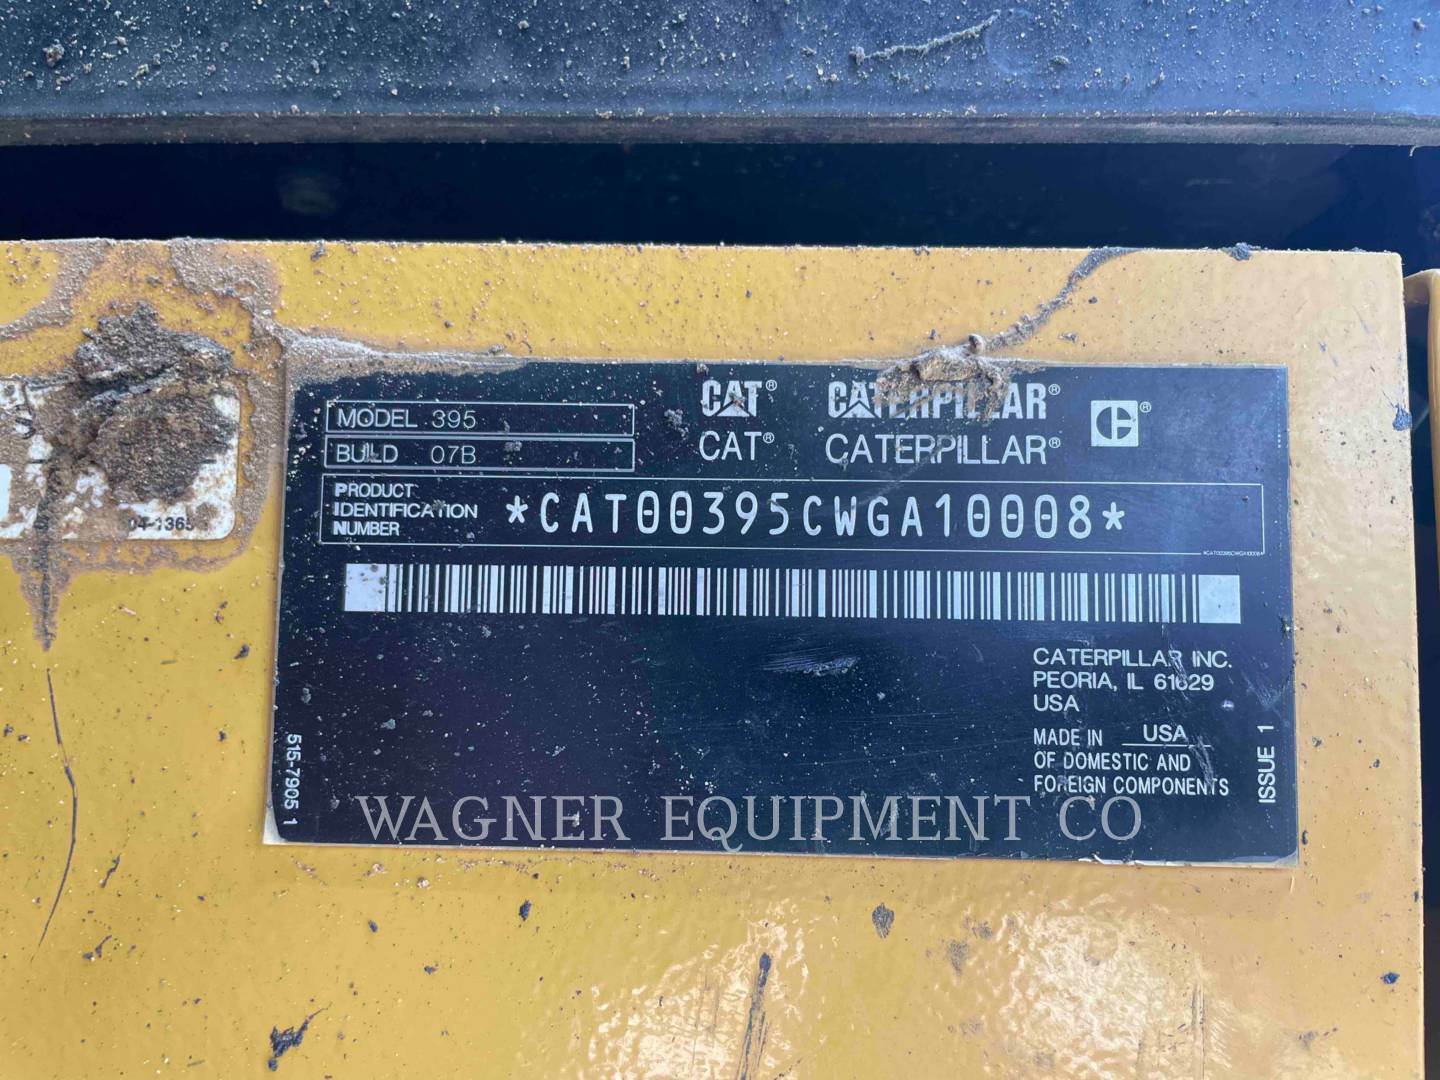 MODEL 395
BUILD 07B
CAT® CATERPILLAR®
CAT® CATERPILLAR® ®
PRODUCT
IDENTIFICATION
NUMBER
*CAT00395CWGA10008*
*CAT00395CWGA10008*
CATERPILLAR INC.
PEORIA, IL 61629
USA
MADE IN USA
OF DOMESTIC AND
FOREIGN COMPONENTS
ISSUE 1
515-7905 1
WAGNER EQUIPMENT CO